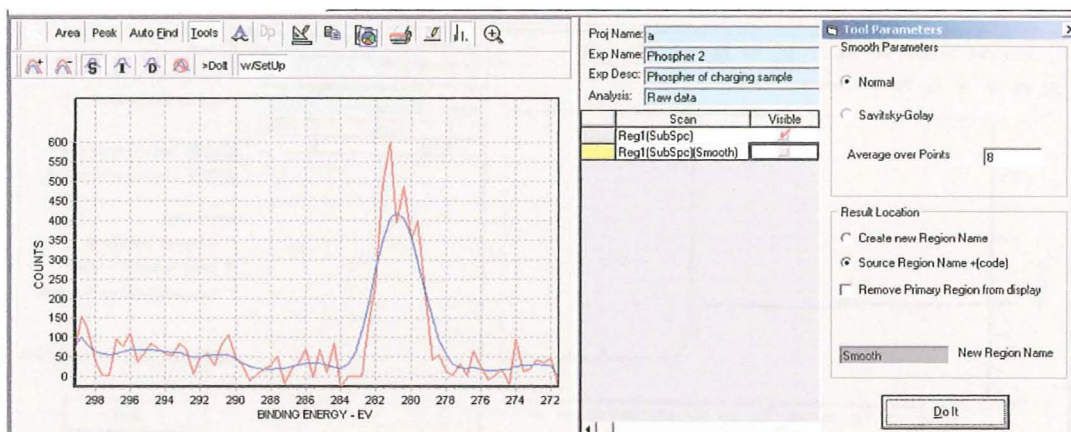 Area Peak Auto Find Tools Dp
S I D >DoIt w/SetUp
600
550
500
450
400
350
300
250
200
150
100
50
0
COUNTS
298 296 294 292 290 288 286 284 282 280 278 276 274 272
BINDING ENERGY - EV
Proj Name: a
Exp Name: Phospher 2
Exp Desc: Phospher of charging sample
Analysis: Raw data
Scan Visible
Reg1(SubSpc)
Reg1(SubSpc)(Smooth)
Tool Parameters
Smooth Parameters
Normal
Savitsky-Golay
Average over Points 8
Result Location
Create new Region Name
Source Region Name +(code)
Remove Primary Region from display
Smooth New Region Name
DoIt